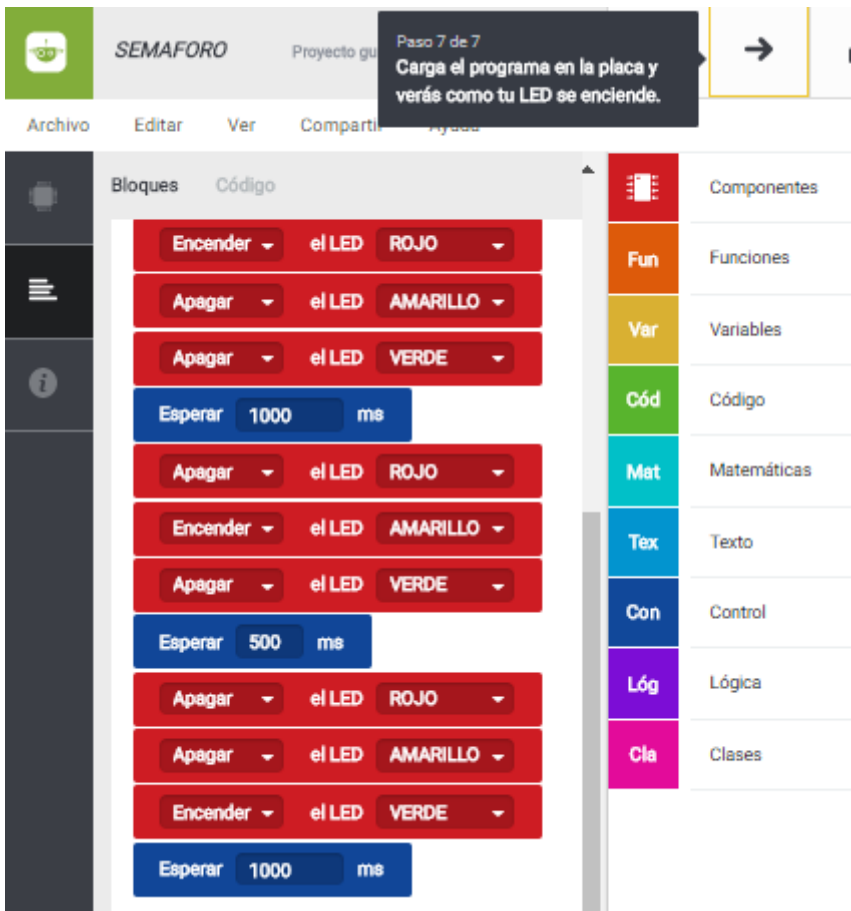 SEMAFORO
Proyecto gu
Paso 7 de 7
Carga el programa en la placa y
verás como tu LED se enciende.
Archivo Editar Ver Compartir Ayuda
Bloques Código
Encender el LED ROJO
Apagar el LED AMARILLO
Apagar el LED VERDE
Esperar 1000 ms
Apagar el LED ROJO
Encender el LED AMARILLO
Apagar el LED VERDE
Esperar 500 ms
Apagar el LED ROJO
Apagar el LED AMARILLO
Encender el LED VERDE
Esperar 1000 ms
Componentes
Fun Funciones
Var Variables
Cód Código
Mat Matemáticas
Tex Texto
Con Control
Lóg Lógica
Cla Clases